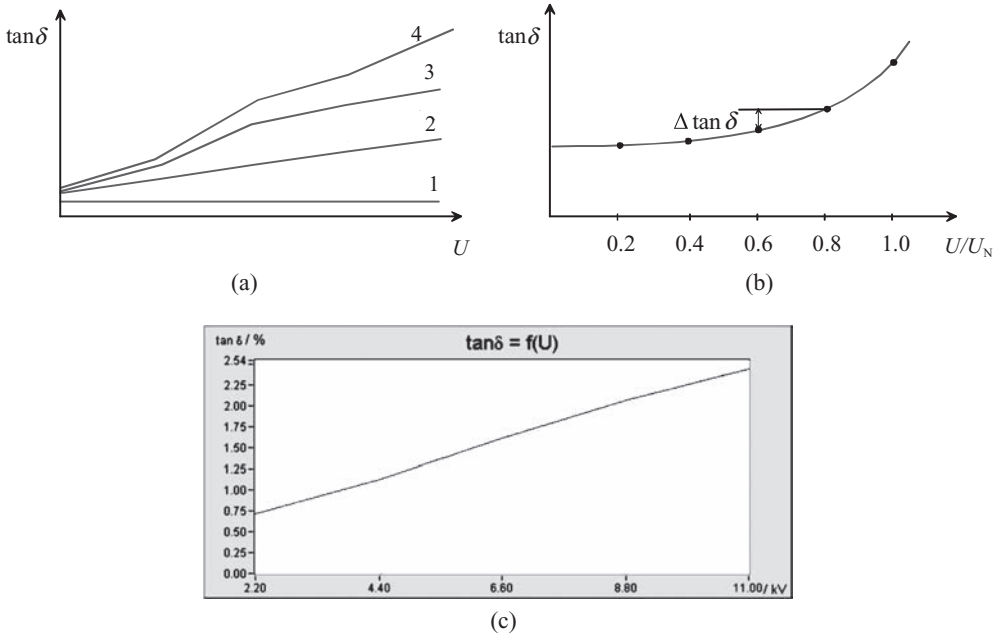 tanδ
4
3
2
1
U
(a)
tanδ
Δ tan δ
0.2 0.4 0.6 0.8 1.0 U/U_N
(b)
tan δ / % tanδ = f(U)
2.54
2.25
2.00
1.75
1.50
1.25
1.00
0.75
0.50
0.25
0.00
2.20 4.40 6.60 8.80 11.00 / kV
(c)